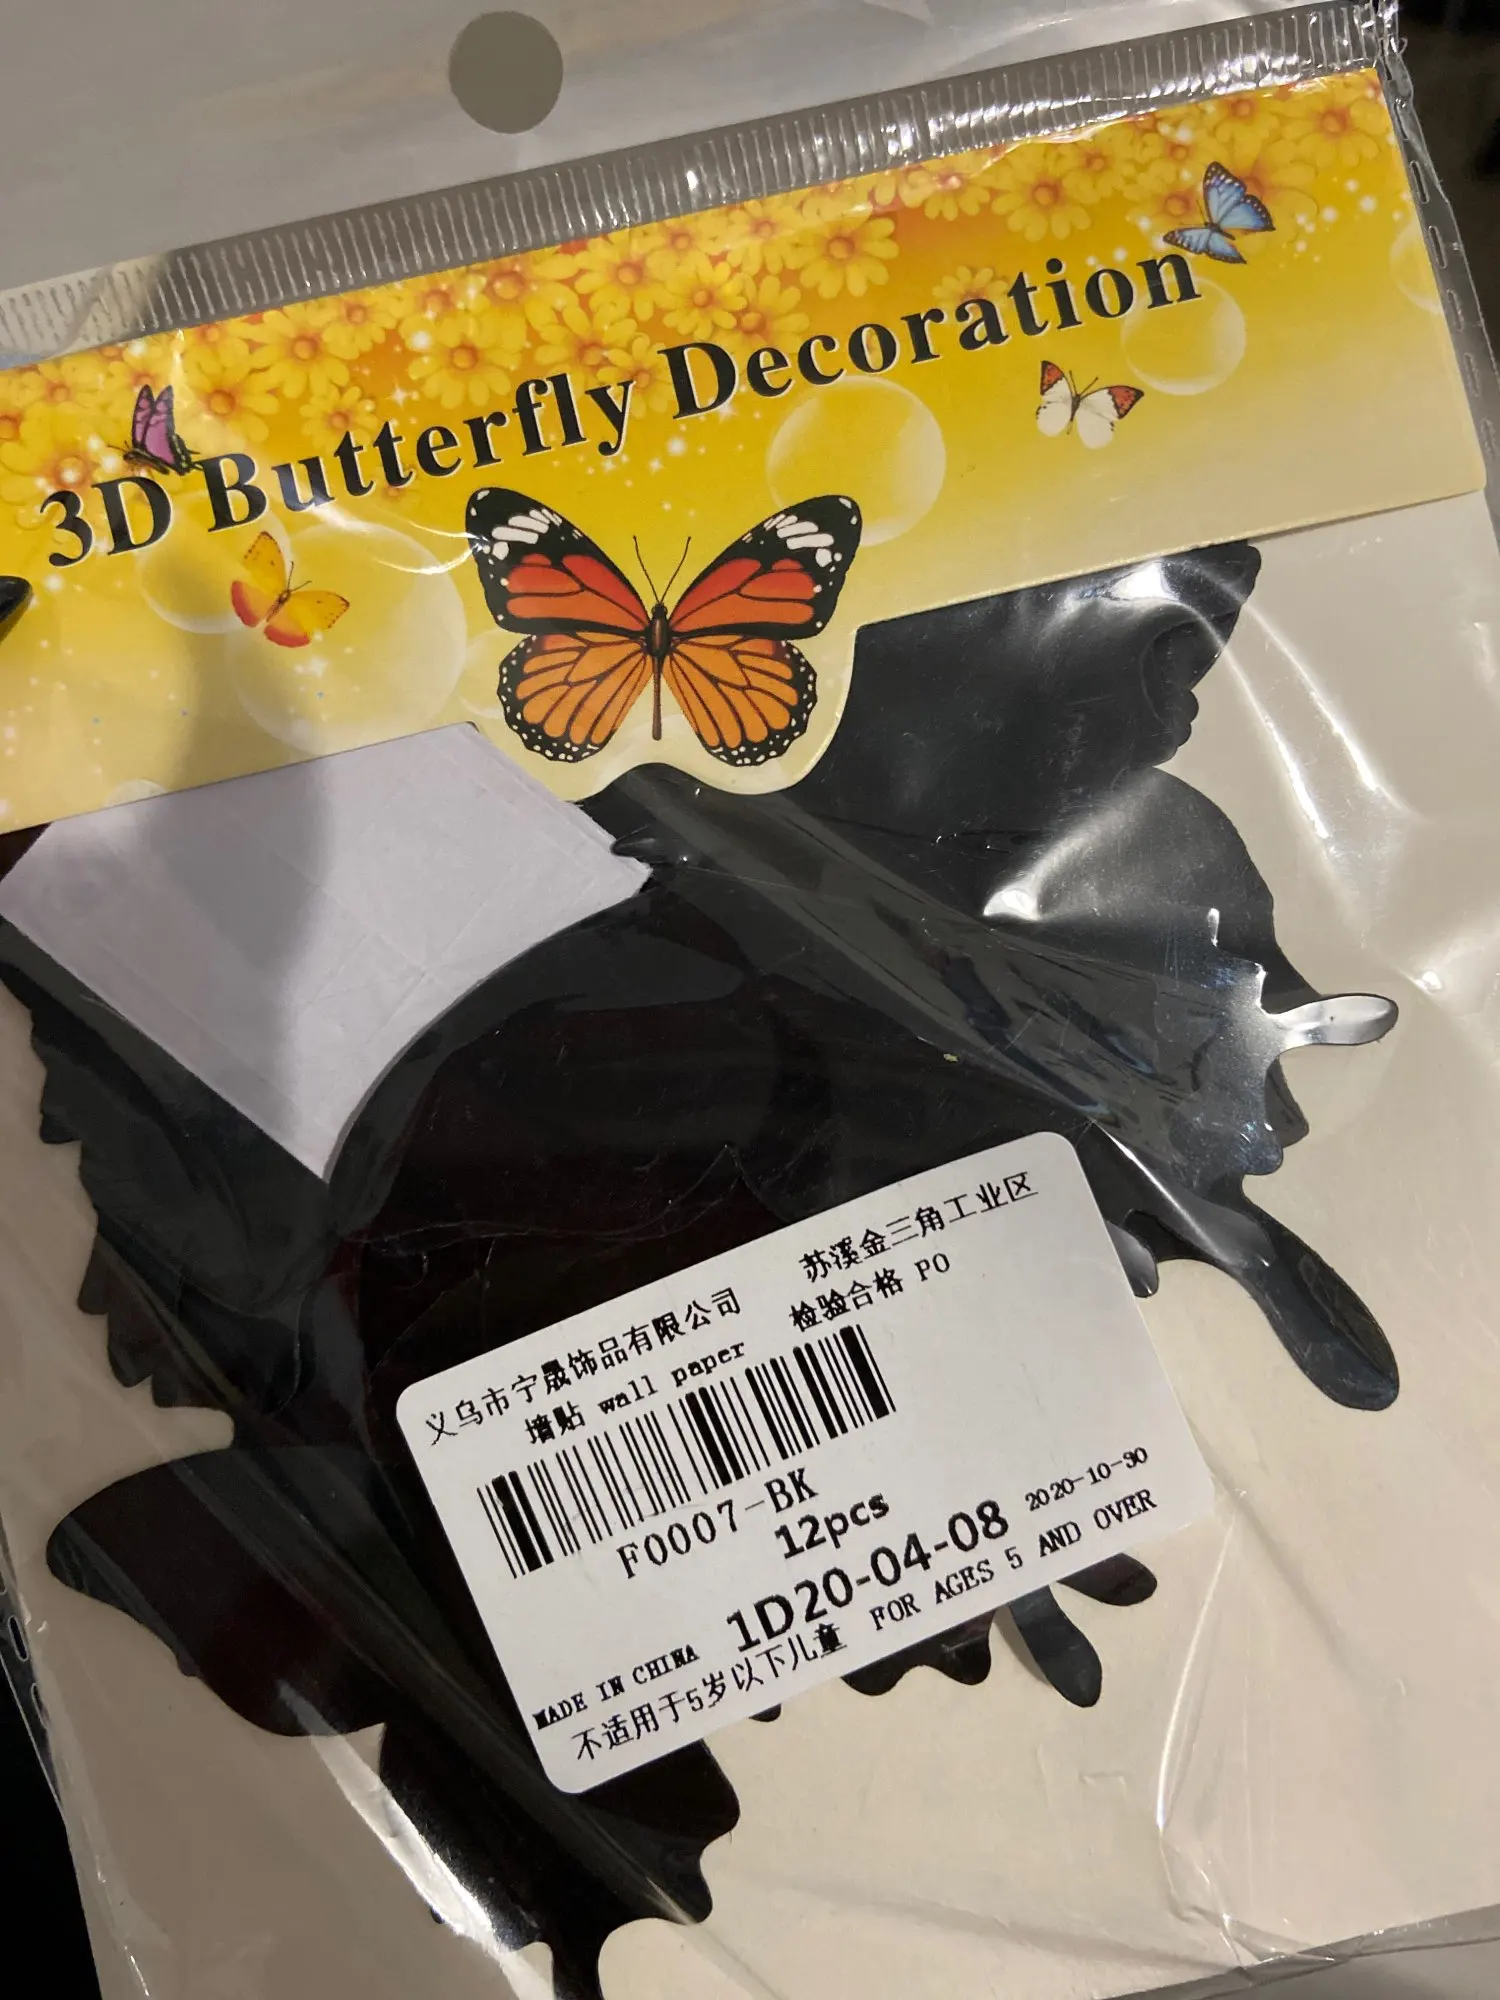 3D Butterfly Decoration
义乌市宁晟饰品有限公司 苏溪金三角工业区
墙贴 wall paper 检验合格 PO
F0007-BK
12pcs
1D20-04-08 2020-10-30
MADE IN CHINA FOR AGES 5 AND OVER
不适用于5岁以下儿童